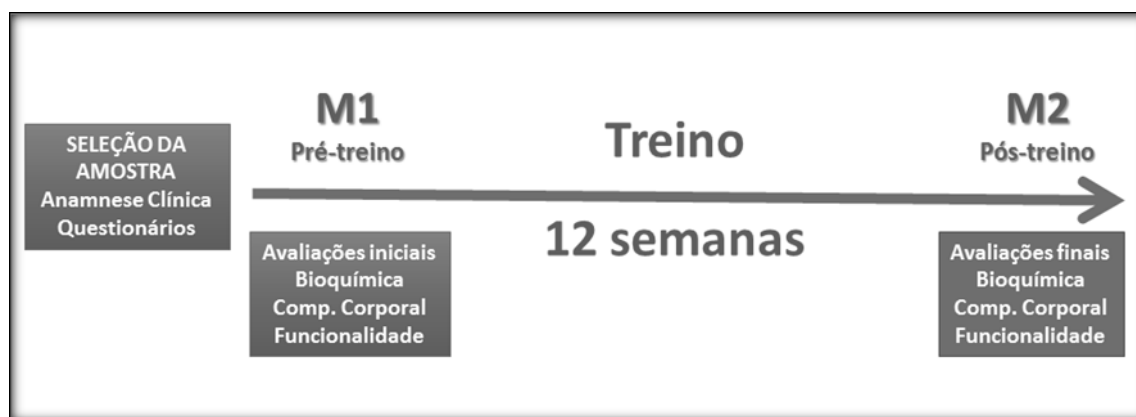 SELEÇÃO DA
AMOSTRA
Anamnese Clínica
Questionários
M1
Pré-treino
Avaliações iniciais
Bioquímica
Comp. Corporal
Funcionalidade
Treino
12 semanas
M2
Pós-treino
Avaliações finais
Bioquímica
Comp. Corporal
Funcionalidade